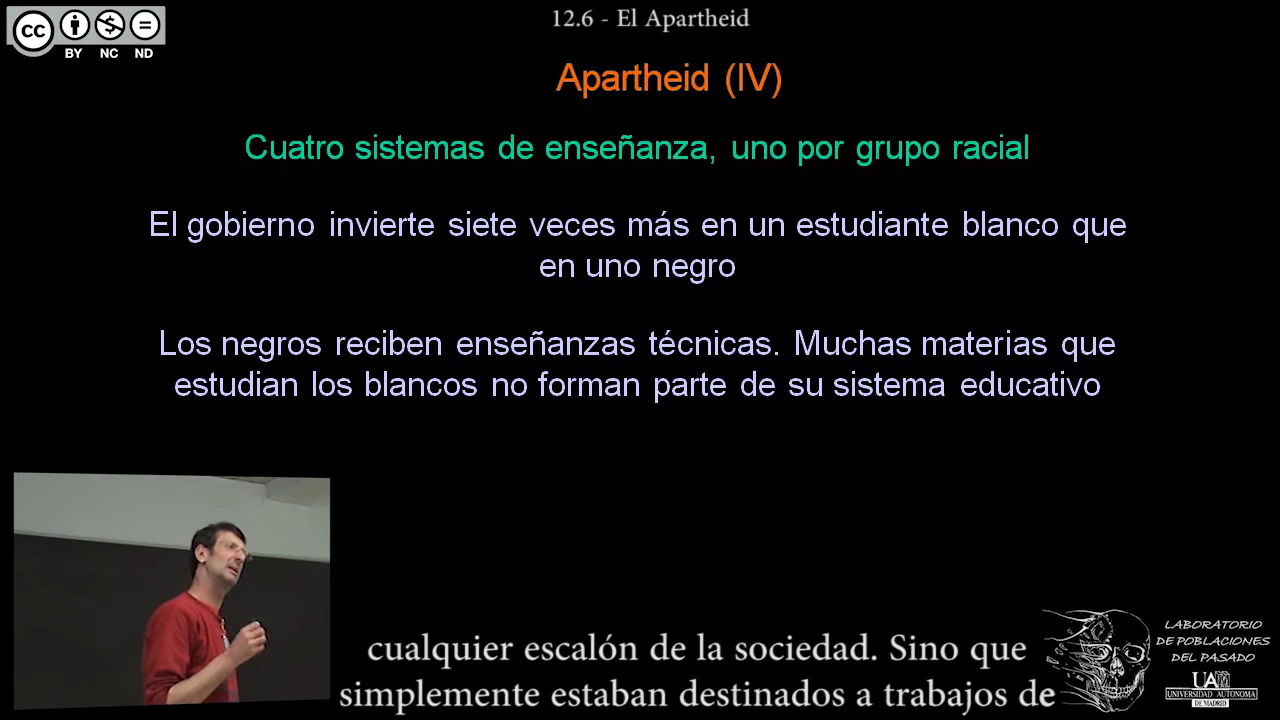 12.6 - El Apartheid
cc
BY NC ND
Apartheid (IV)
Cuatro sistemas de enseñanza, uno por grupo racial
El gobierno invierte siete veces más en un estudiante blanco que
en uno negro
Los negros reciben enseñanzas técnicas. Muchas materias que
estudian los blancos no forman parte de su sistema educativo
cualquier escalón de la sociedad. Sino que
simplemente estaban destinados a trabajos de
LABORATORIO
DE POBLACIONES
DEL PASADO
UAM
UNIVERSIDAD AUTONOMA
DE MADRID